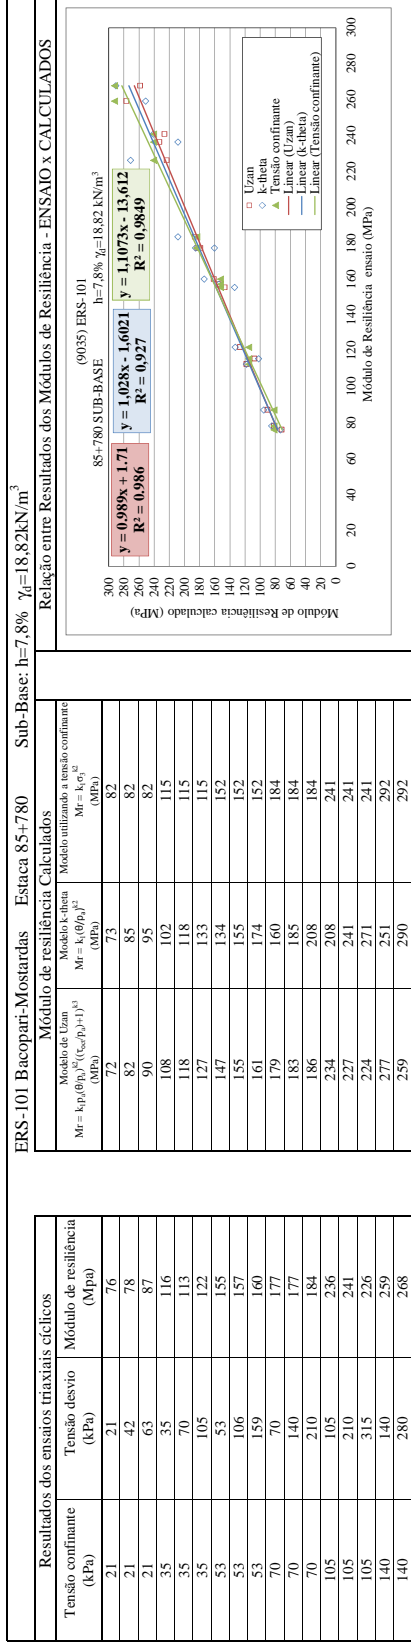 ERS-101 Bacopari-Mostardas Estaca 85+780 Sub-Base: h=7,8% γd=18,82kN/m³
Resultados dos ensaios triaxiais cíclicos
Tensão confinante (kPa) Tensão desvio (kPa) Módulo de resiliência (Mpa)
21 21 76
21 42 78
21 63 87
35 35 116
35 70 113
35 105 122
53 53 155
53 106 157
53 159 160
70 70 177
70 140 177
70 210 184
105 105 236
105 210 241
105 315 226
140 140 259
140 280 268
Módulo de resiliência Calculados
Modelo de Uzan Mr = k₁pₐ(θ/pₐ)^k2((τoct/pₐ)+1)^k3 (MPa) Modelo k-theta Mr = k₁(θ/pₐ)^k2 (MPa) Modelo utilizando a tensão confinante Mr = k₁σ₃^k2 (MPa)
72 73 82
82 85 82
90 95 82
108 102 115
118 118 115
127 133 115
147 134 152
155 155 152
161 174 152
179 160 184
183 185 184
186 208 184
234 208 241
227 241 241
224 271 241
277 251 292
259 290 292
Relação entre Resultados dos Módulos de Resiliência - ENSAIO x CALCULADOS
(9035) ERS-101
85+780 SUB-BASE h=7,8% γd=18,82 kN/m³
y = 0.989x + 1.71
R² = 0.986
y = 1,028x - 1,6021
R² = 0,927
y = 1,1073x - 13,612
R² = 0,9849
Módulo de Resiliência calculado (MPa)
300
280
260
240
220
200
180
160
140
120
100
80
60
40
20
0
Uzan
k-theta
Tensão confinante
Linear (Uzan)
Linear (k-theta)
Linear (Tensão confinante)
0 20 40 60 80 100 120 140 160 180 200 220 240 260 280 300
Módulo de Resiliência ensaio (MPa)